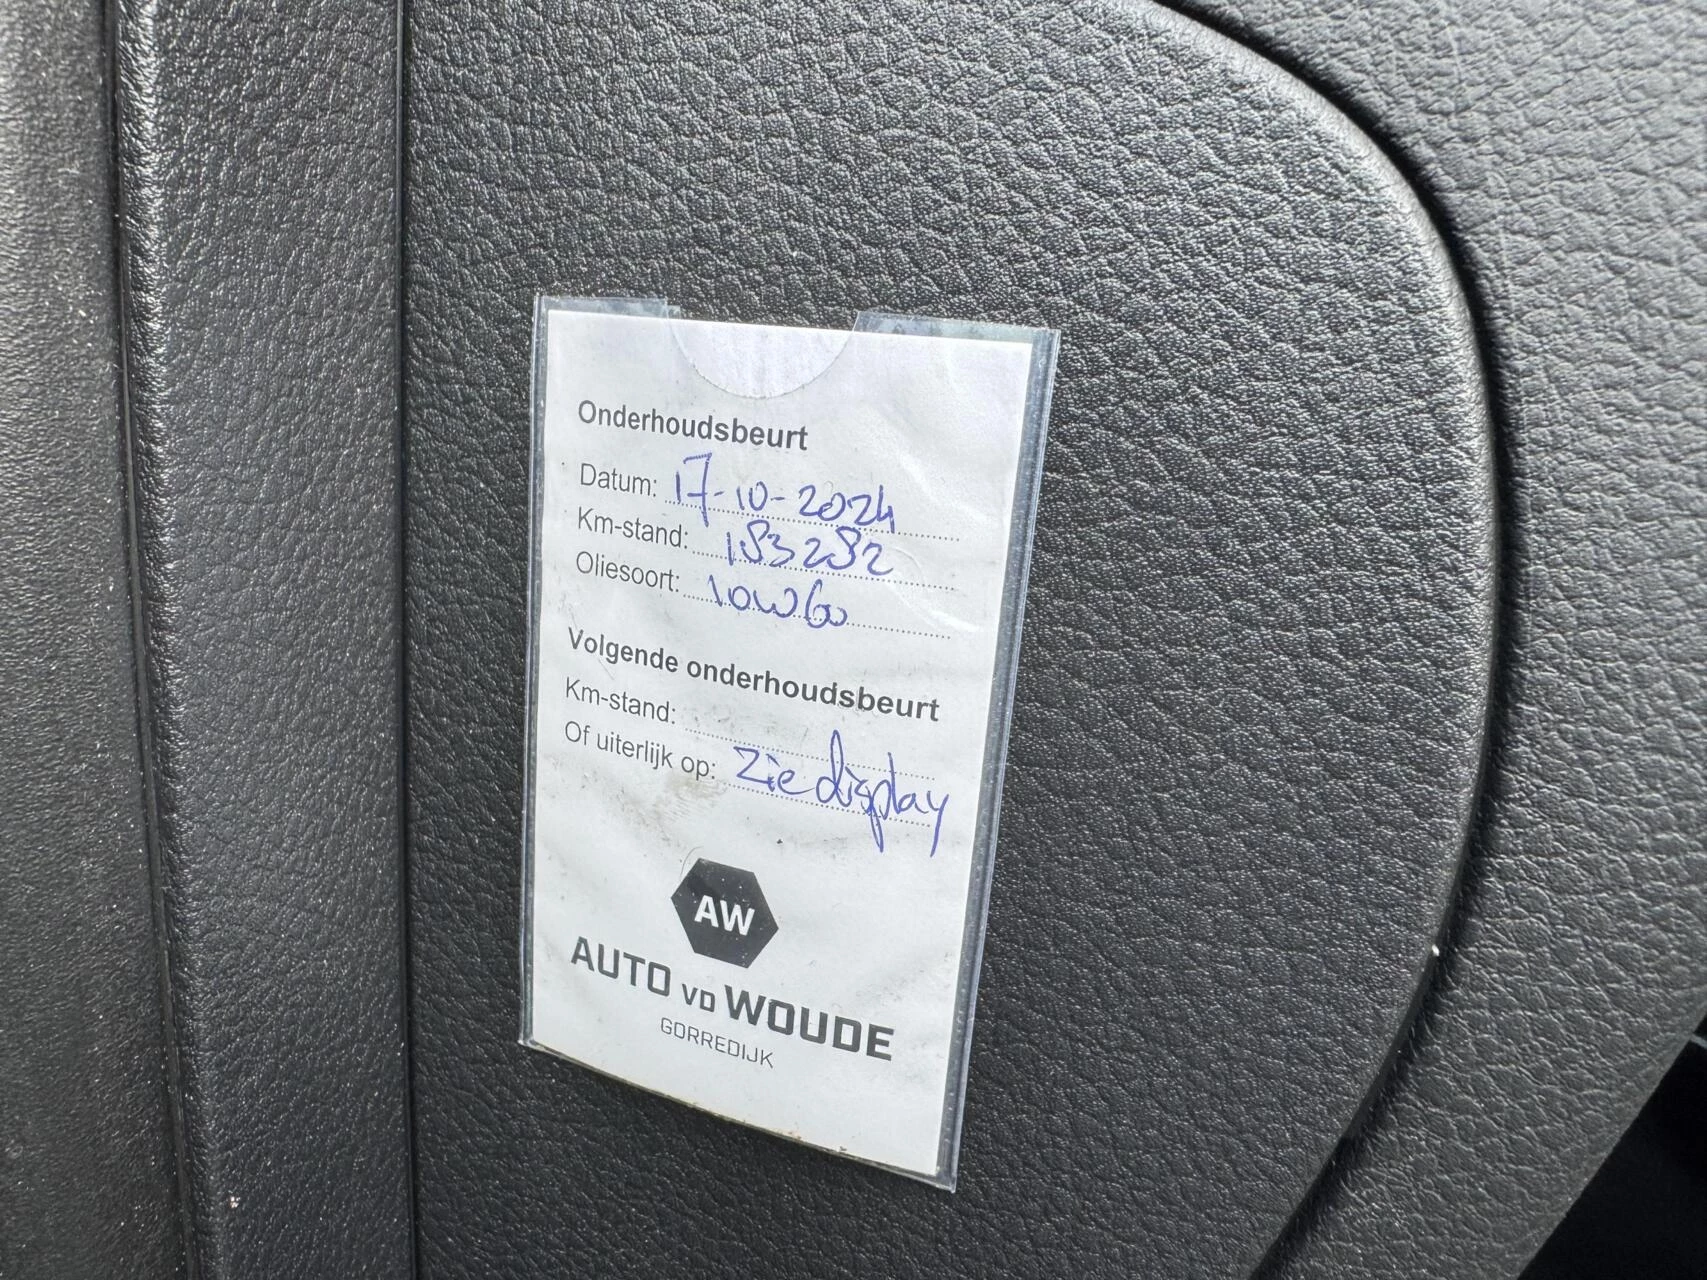 Onderhoudsbeurt
Datum: 17-10-2024
Km-stand: 183282
Oliesoort: 10W60
Volgende onderhoudsbeurt
Km-stand:
Of uiterlijk op: Zie display
AW
AUTO VD WOUDE
GORREDIJK